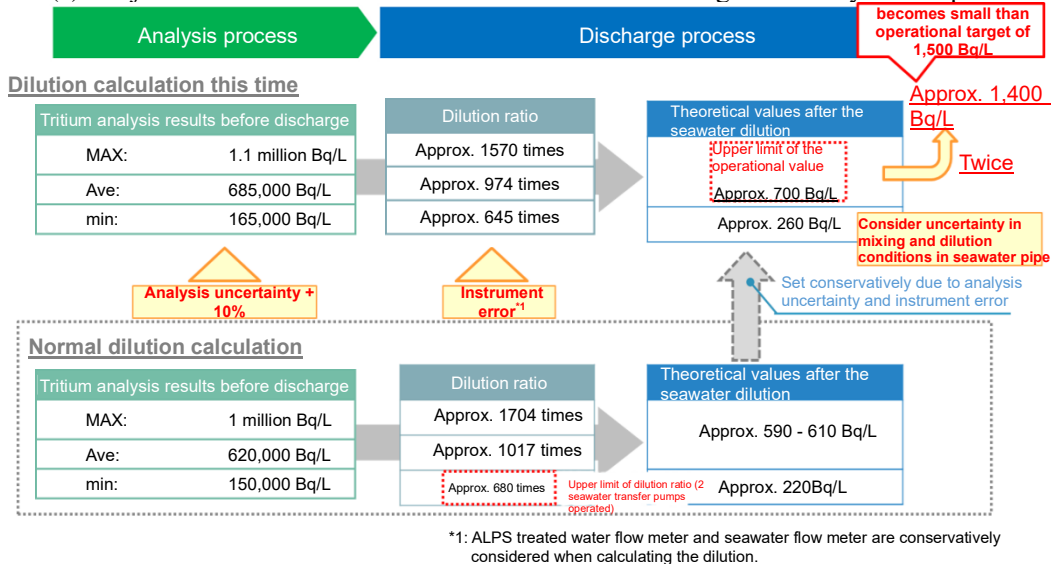 Analysis process
Discharge process
becomes small than
operational target of
1,500 Bq/L
Dilution calculation this time
Approx. 1,400
Bq/L
Tritium analysis results before discharge
MAX: 1.1 million Bq/L
Ave: 685,000 Bq/L
min: 165,000 Bq/L
Dilution ratio
Approx. 1570 times
Approx. 974 times
Approx. 645 times
Theoretical values after the
seawater dilution
Upper limit of the
operational value
Approx. 700 Bq/L
Approx. 260 Bq/L
Twice
Consider uncertainty in
mixing and dilution
conditions in seawater pipe
Analysis uncertainty +
10%
Instrument
error*1
Set conservatively due to analysis
uncertainty and instrument error
Normal dilution calculation
Tritium analysis results before discharge
MAX: 1 million Bq/L
Ave: 620,000 Bq/L
min: 150,000 Bq/L
Dilution ratio
Approx. 1704 times
Approx. 1017 times
Approx. 680 times
Upper limit of dilution ratio (2
seawater transfer pumps
operated)
Theoretical values after the
seawater dilution
Approx. 590 - 610 Bq/L
Approx. 220Bq/L
*1: ALPS treated water flow meter and seawater flow meter are conservatively
considered when calculating the dilution.